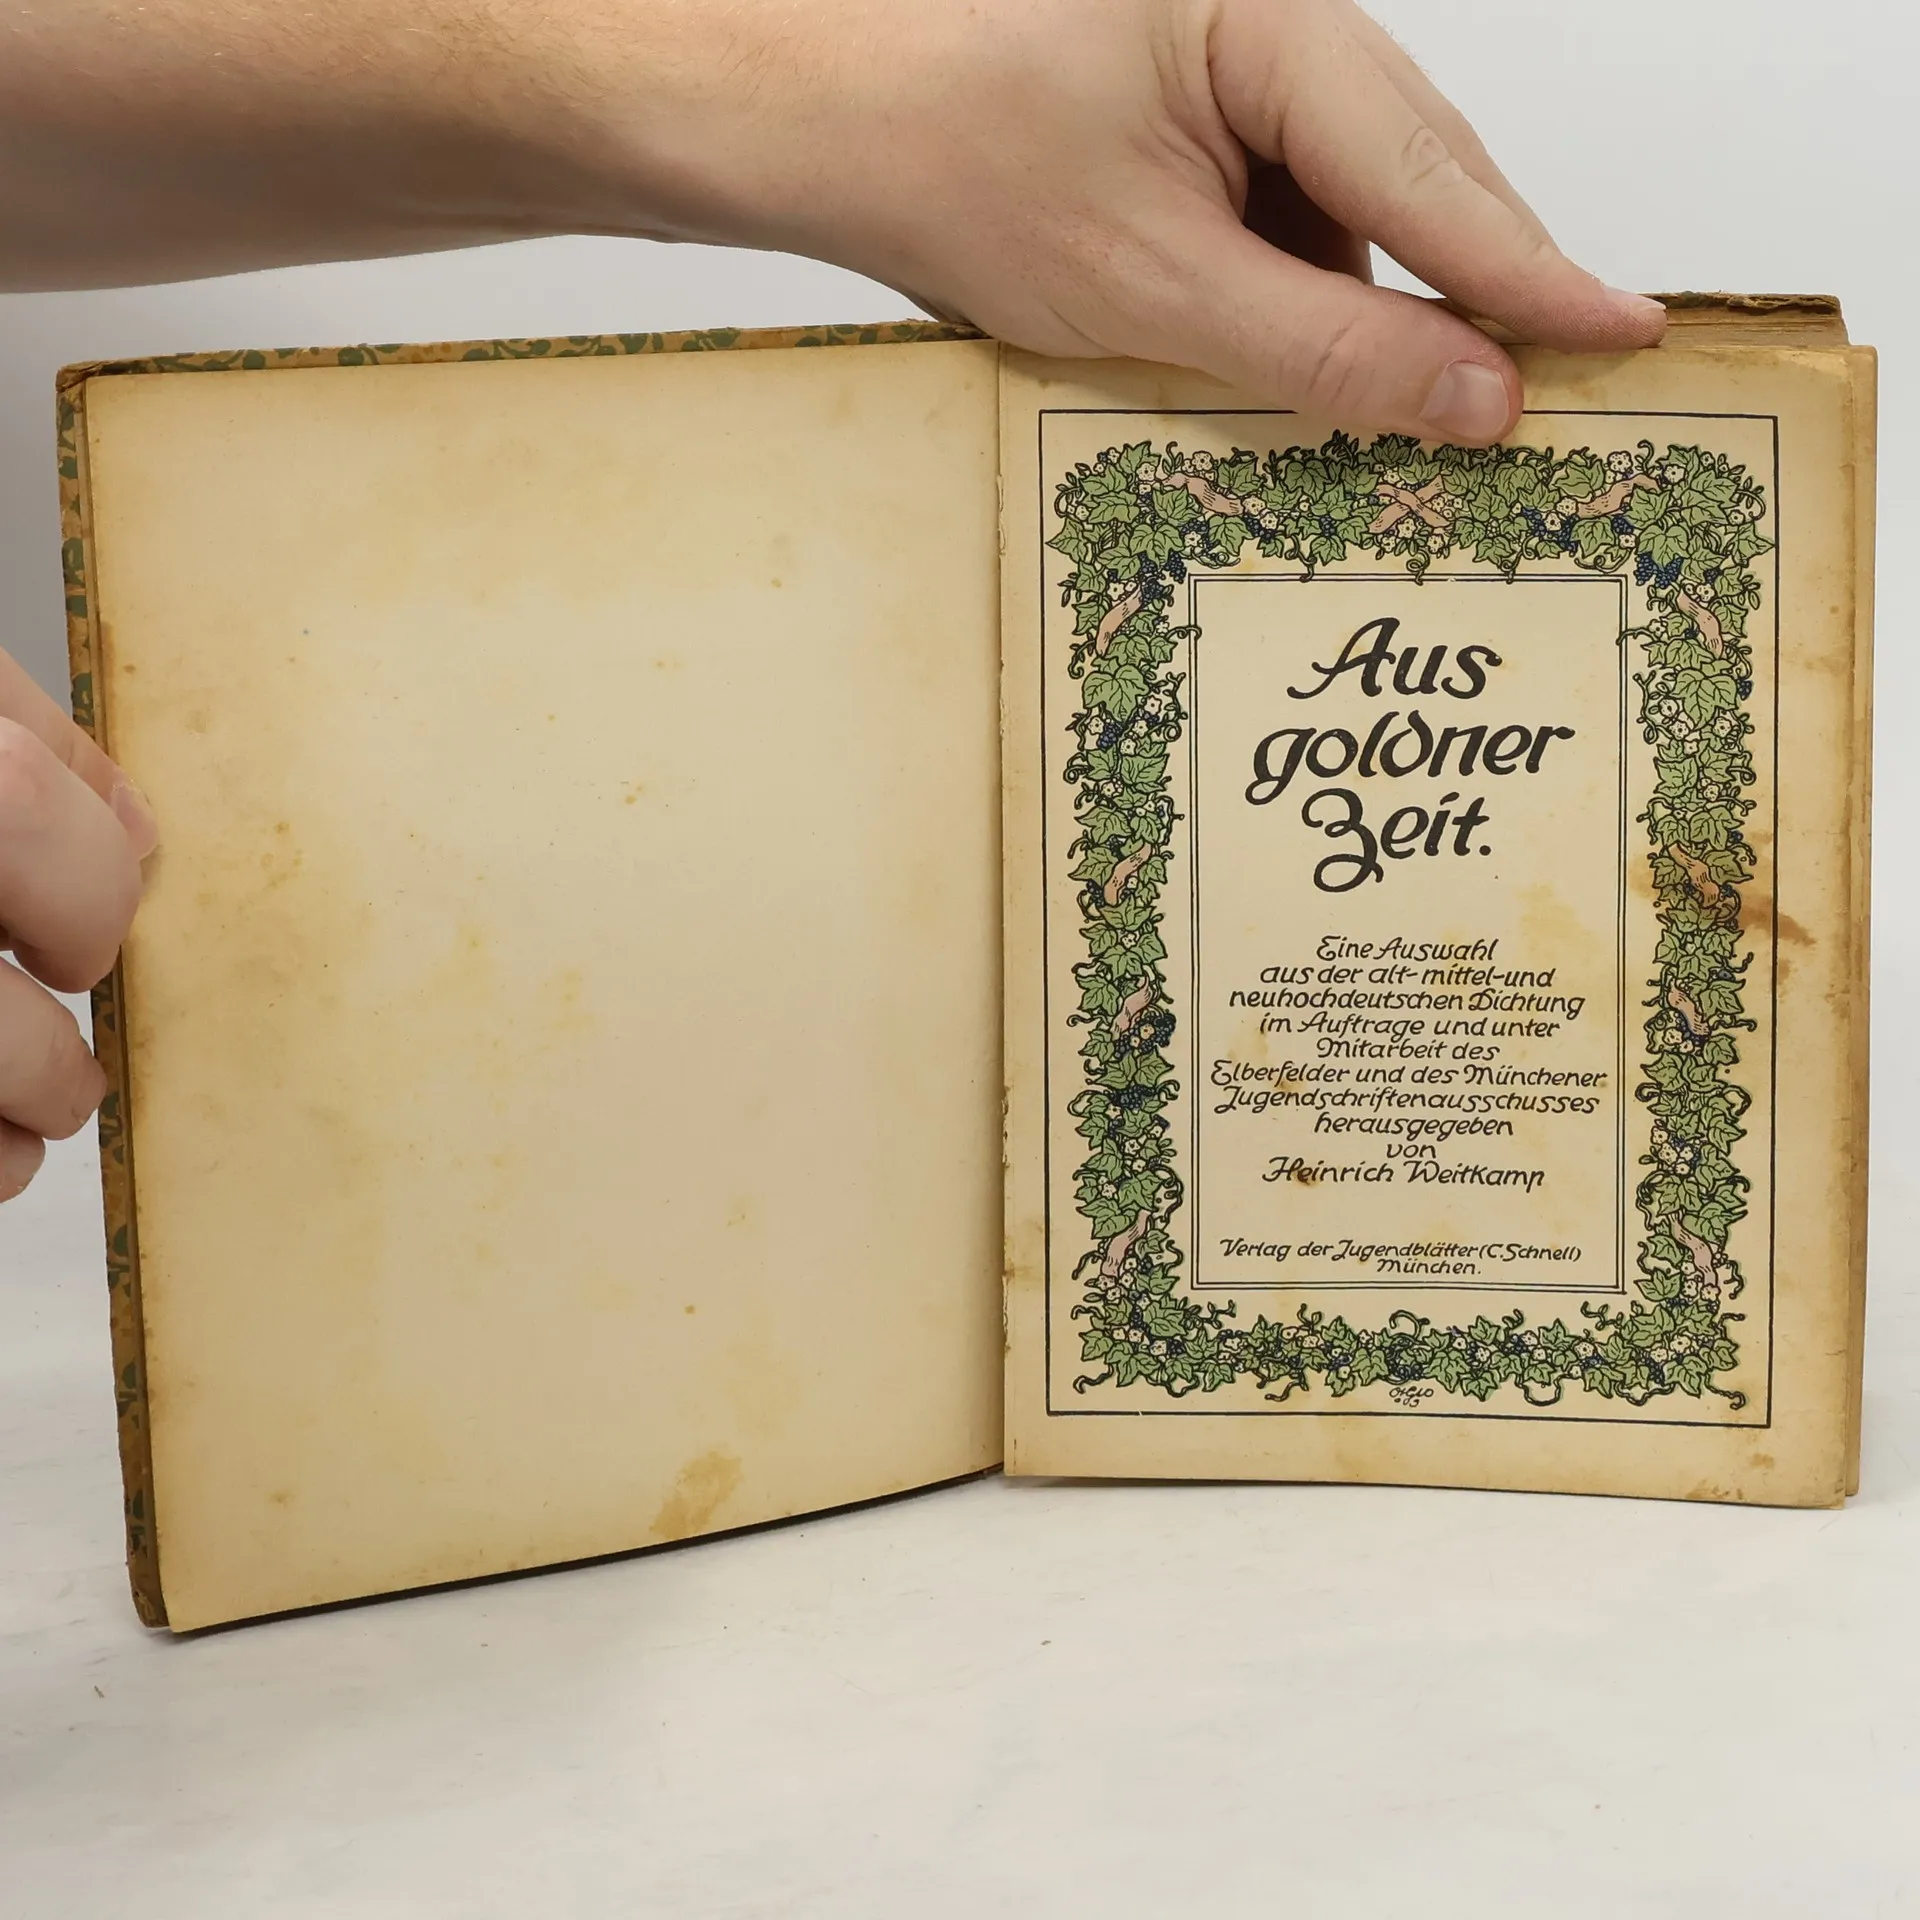 Aus
goldner
Zeit.
Eine Auswahl
aus der alt- mittel- und
neuhochdeutschen Dichtung
im Auftrage und unter
Mitarbeit des
Elberfelder und des Münchener
Jugendschriftenausschusses
herausgegeben
von
Heinrich Weitkamp
Verlag der Jugendblätter (C. Schnell)
München.